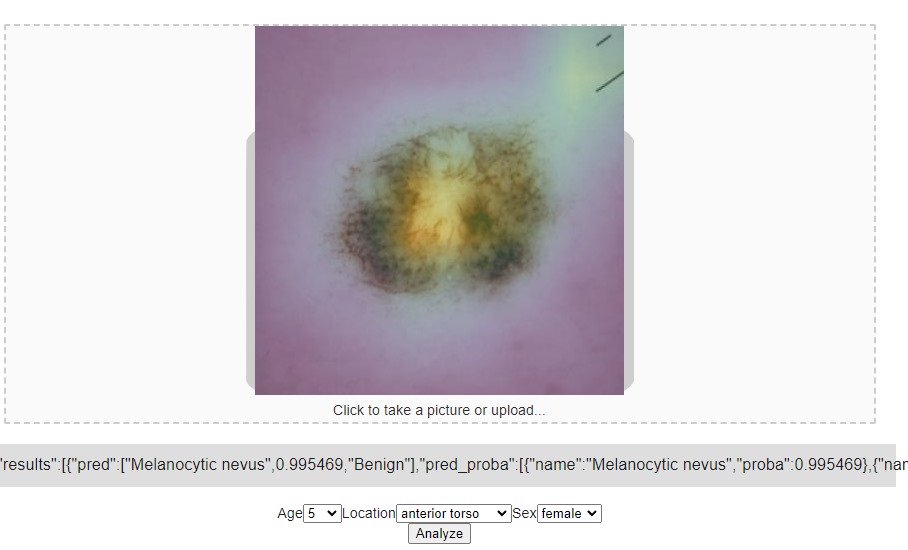 Click to take a picture or upload...
"results":[{"pred":["Melanocytic nevus",0.995469,"Benign"],"pred_proba":[{"name":"Melanocytic nevus","proba":0.995469},{"nam
Age 5 Location anterior torso Sex female
Analyze